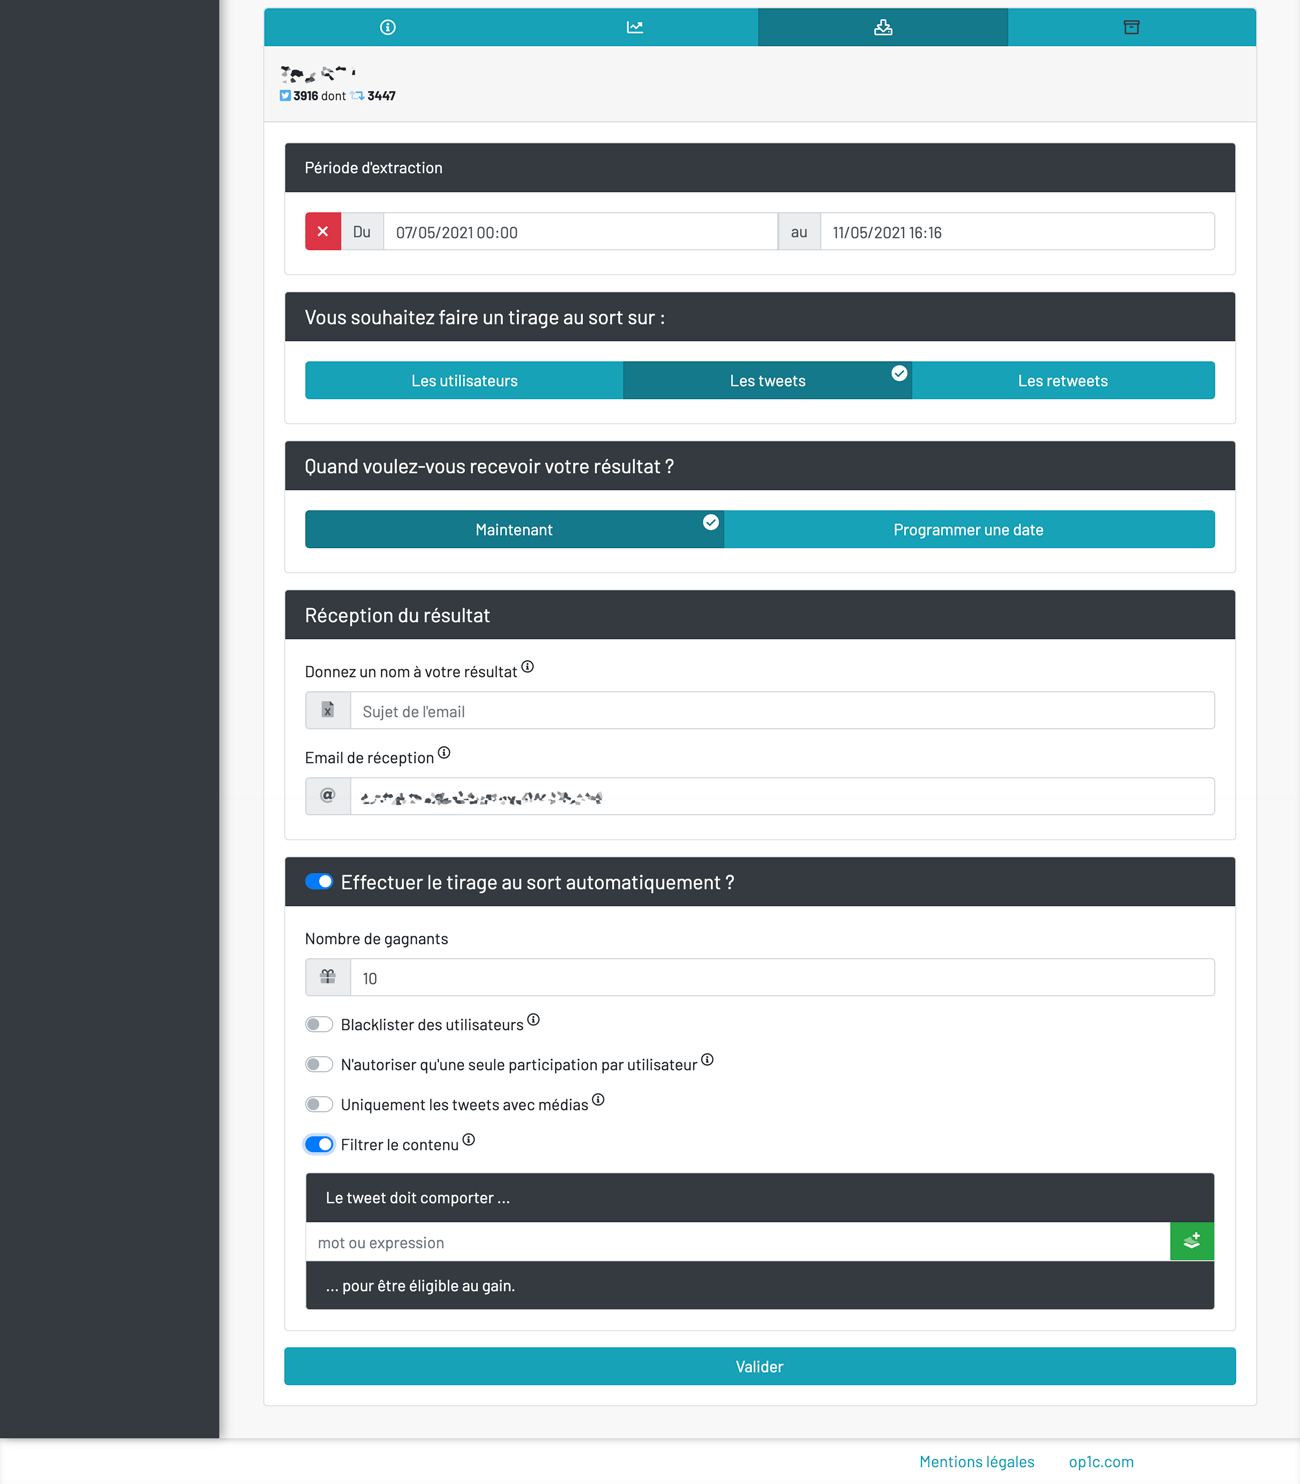 3916 dont 3447
Période d'extraction
Du 07/05/2021 00:00 au 11/05/2021 16:16
Vous souhaitez faire un tirage au sort sur :
Les utilisateurs Les tweets Les retweets
Quand voulez-vous recevoir votre résultat ?
Maintenant Programmer une date
Réception du résultat
Donnez un nom à votre résultat
Sujet de l'email
Email de réception
@
Effectuer le tirage au sort automatiquement ?
Nombre de gagnants
10
Blacklister des utilisateurs
N'autoriser qu'une seule participation par utilisateur
Uniquement les tweets avec médias
Filtrer le contenu
Le tweet doit comporter ...
mot ou expression
... pour être éligible au gain.
Valider
Mentions légales op1c.com